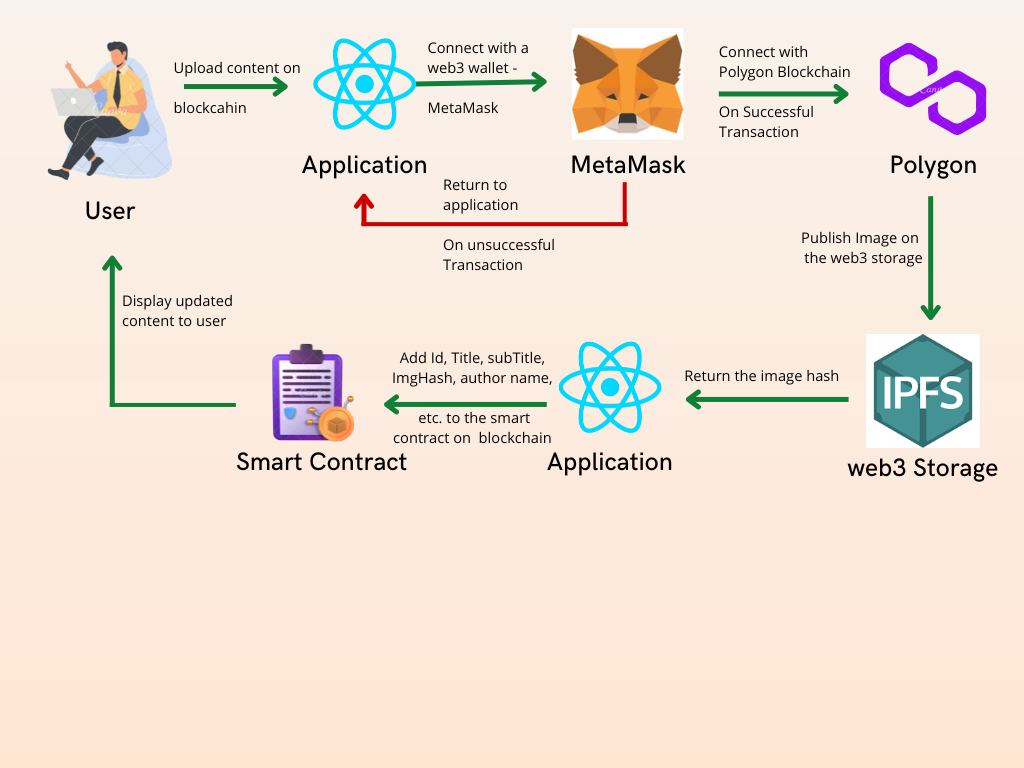 Upload content on
blockcahin
Connect with a
web3 wallet -
MetaMask
Connect with
Polygon Blockchain
On Successful
Transaction
Canva
User
Application
MetaMask
Polygon
Return to
application
On unsuccessful
Transaction
Publish Image on
the web3 storage
IPFS
web3 Storage
Return the image hash
Application
Add Id, Title, subTitle,
ImgHash, author name,
etc. to the smart
contract on blockchain
Smart Contract
Display updated
content to user